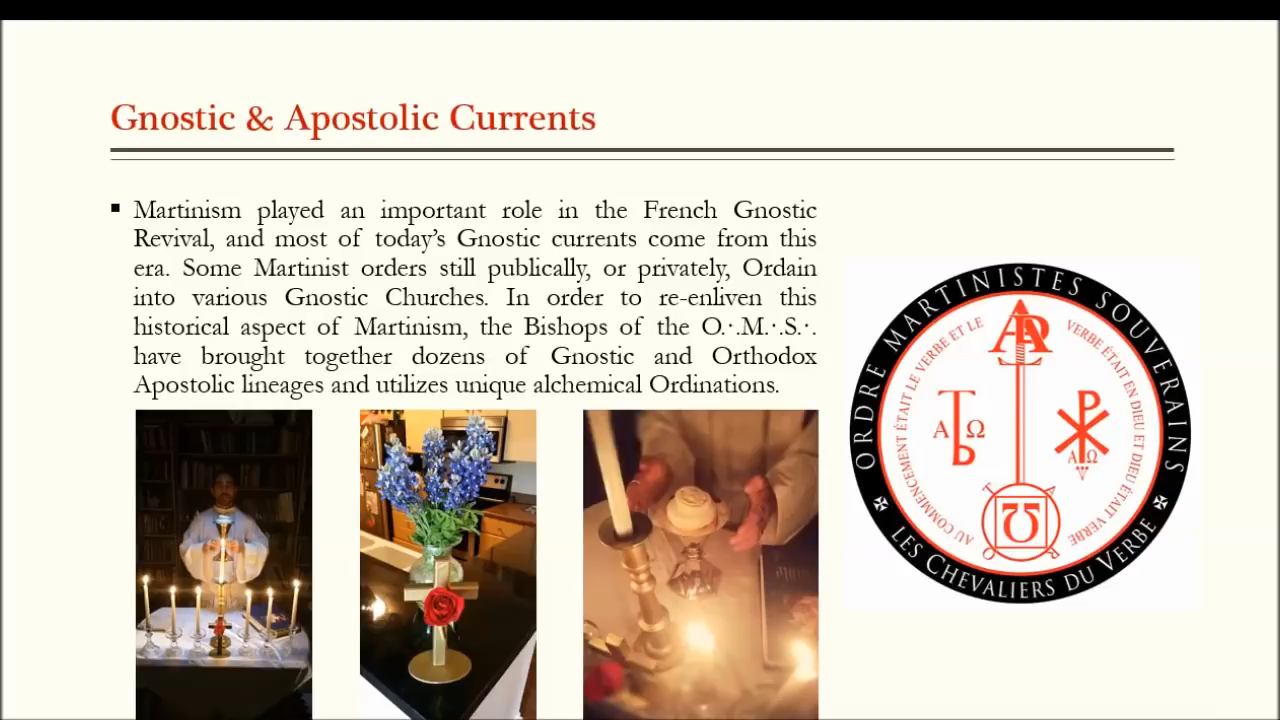 Gnostic & Apostolic Currents
▪ Martinism played an important role in the French Gnostic
Revival, and most of today’s Gnostic currents come from this
era. Some Martinist orders still publically, or privately, Ordain
into various Gnostic Churches. In order to re-enliven this
historical aspect of Martinism, the Bishops of the O.·.M.·.S.·.
have brought together dozens of Gnostic and Orthodox
Apostolic lineages and utilizes unique alchemical Ordinations.
ORDRE MARTINISTES SOUVERAINS
LES CHEVALIERS DU VERBE
AU COMMENCEMENT ÉTAIT LE VERBE ET LE
VERBE ÉTAIT EN DIEU ET DIEU ÉTAIT VERBE
Α Ω
Α Ω
T A R O